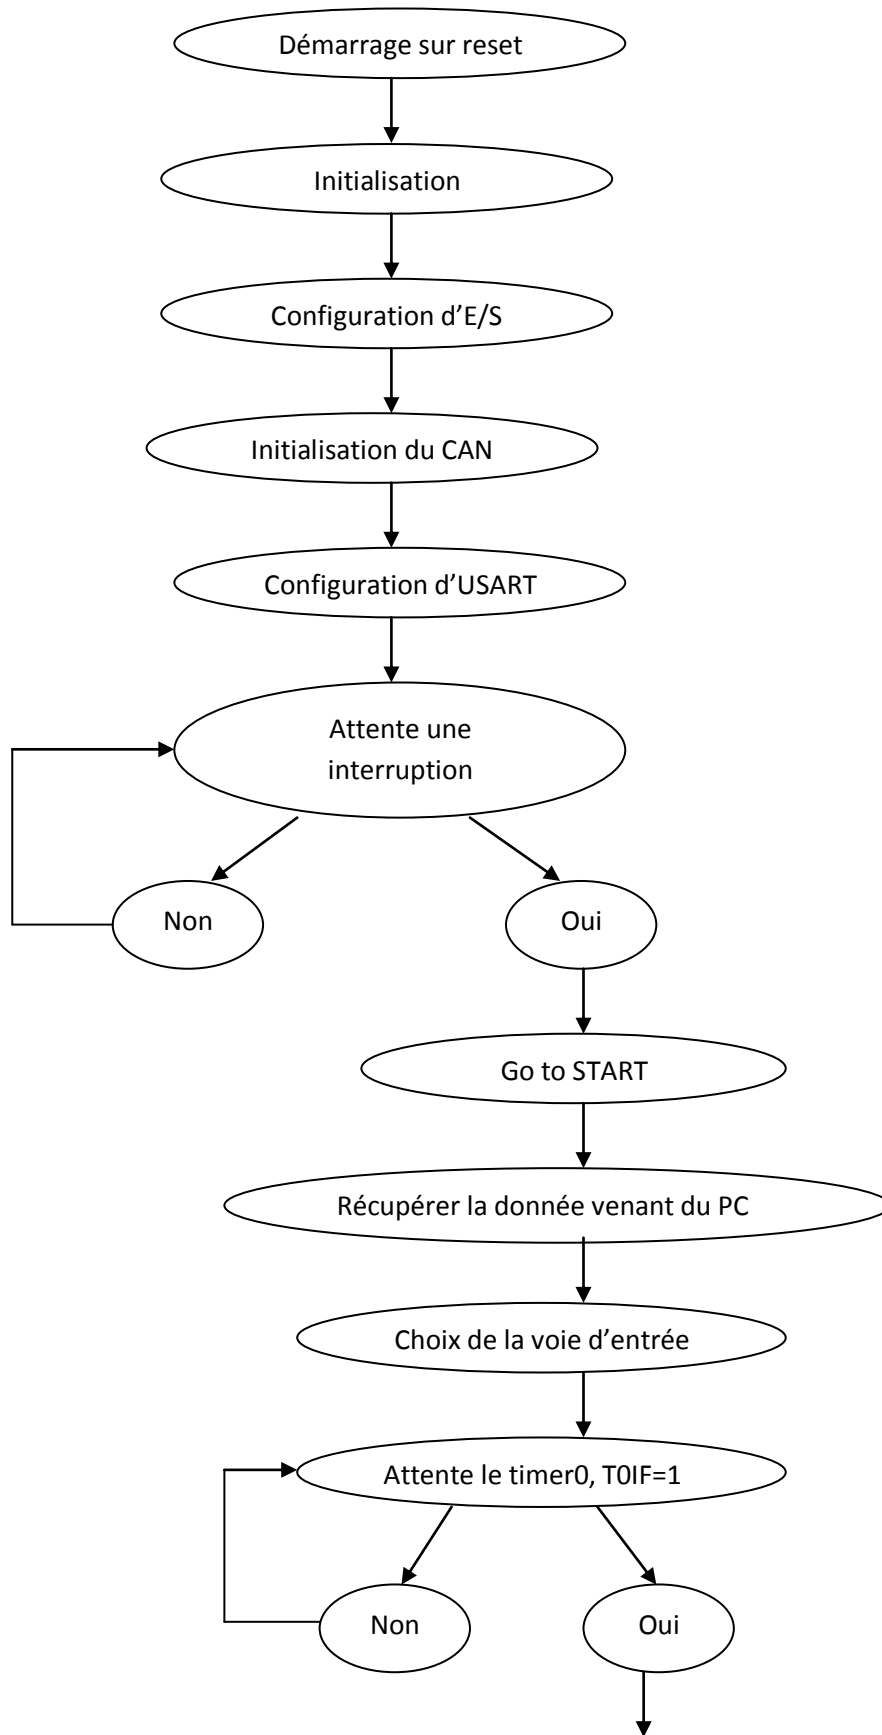 Démarrage sur reset
Initialisation
Configuration d’E/S
Initialisation du CAN
Configuration d’USART
Attente une
interruption
Non
Oui
Go to START
Récupérer la donnée venant du PC
Choix de la voie d’entrée
Attente le timer0, T0IF=1
Non
Oui